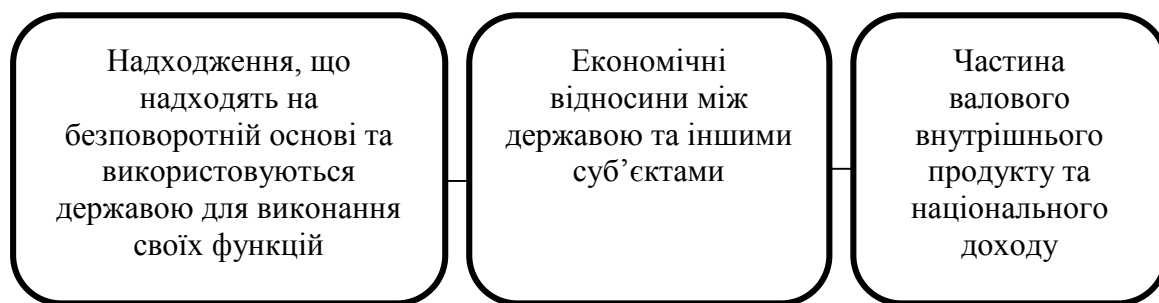 Надходження, що
надходять на
безповоротній основі та
використовуються
державою для виконання
своїх функцій
Економічні
відносини між
державою та іншими
суб’єктами
Частина
валового
внутрішнього
продукту та
національного
доходу